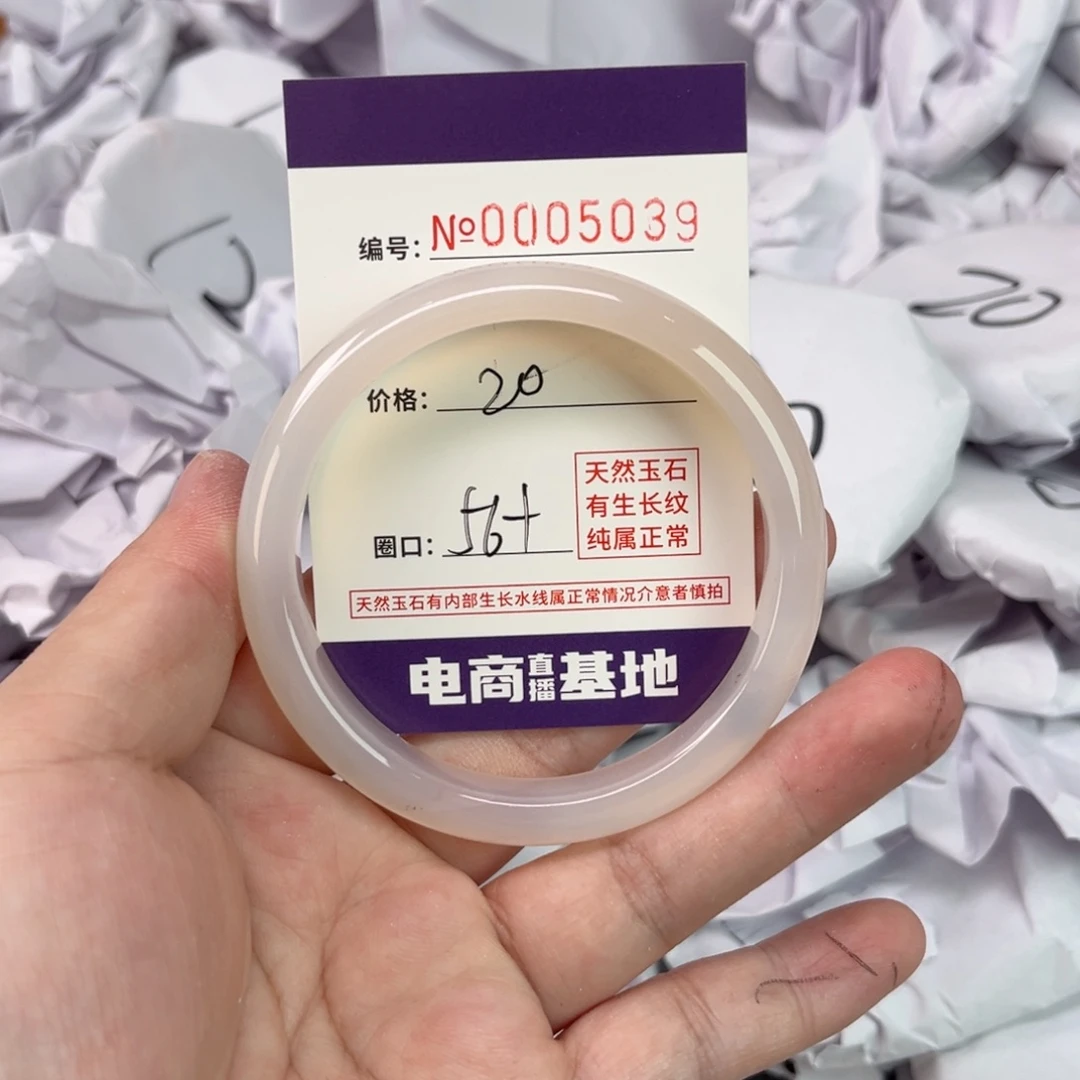 编号: №0005039
价格: 20
圈口: 56+
天然玉石
有生长纹
纯属正常
天然玉石有内部生长水线属正常情况介意者慎拍
电商直播基地
20